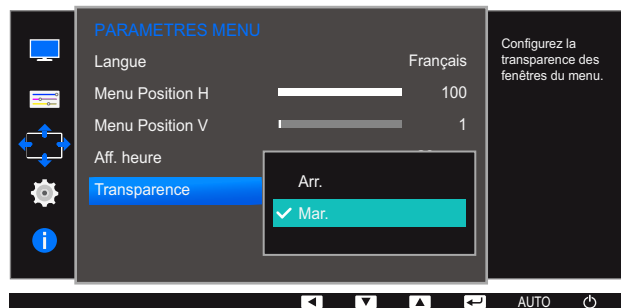 PARAMETRES MENU
Langue Français
Menu Position H 100
Menu Position V 1
Aff. heure
Transparence
Arr.
Mar.
Configurez la
transparence des
fenêtres du menu.
AUTO